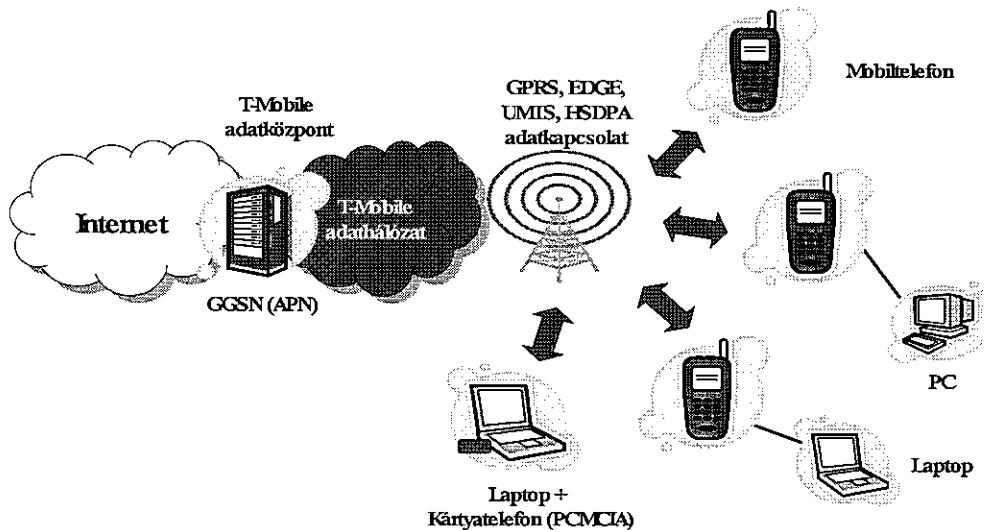 Mobiltelefon
GPRS, EDGE,
UMTS, HSDPA
adatkapcsolat
T-Mobile
adatközpont
Internet
T-Mobile
adathálózat
GGSN (APN)
PC
Laptop
Laptop +
Kártyatelefon (PCMCIA)